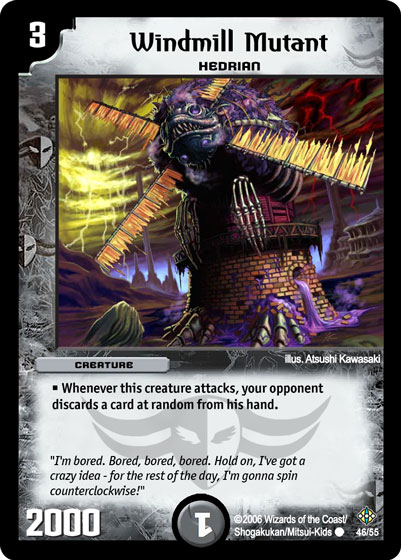 3
Windmill Mutant
HEDRIAN
illus. Atsushi Kawasaki
CREATURE
▪ Whenever this creature attacks, your opponent
discards a card at random from his hand.
"I'm bored. Bored, bored, bored. Hold on, I've got a
crazy idea - for the rest of the day, I'm gonna spin
counterclockwise!"
2000
1
©2006 Wizards of the Coast/
Shogakukan/Mitsui-Kids ● 46/55